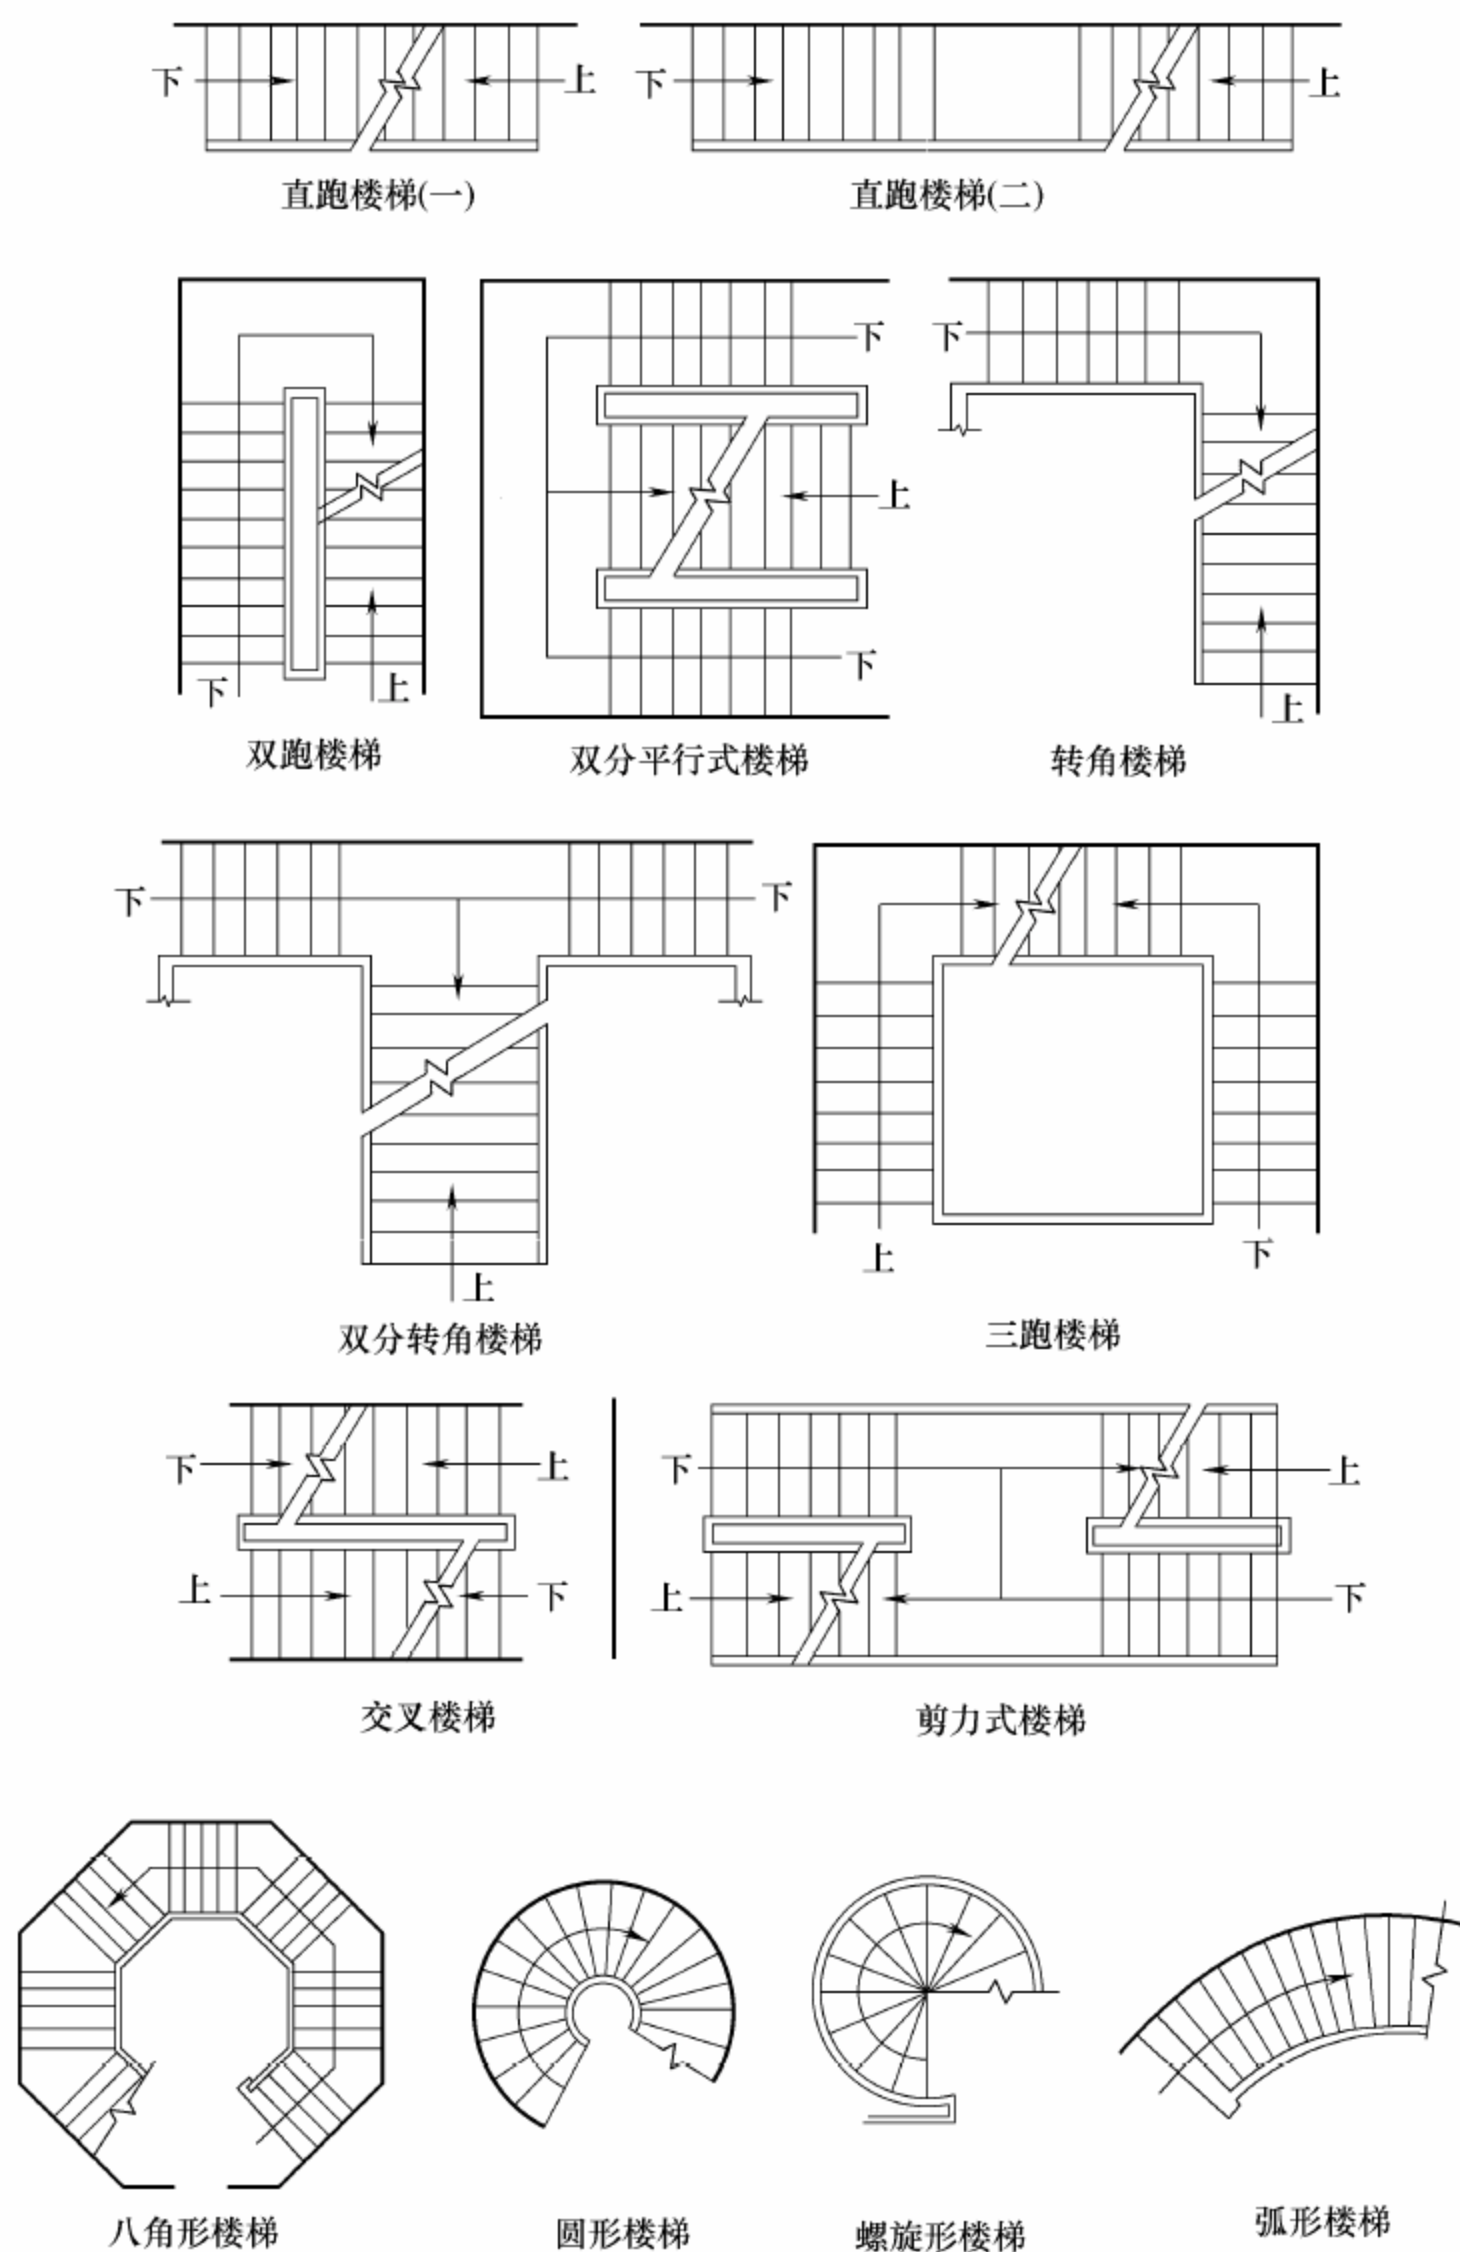 下 上 下 上
直跑楼梯(一) 直跑楼梯(二)
下 下
上
下
下 上 上
双跑楼梯 双分平行式楼梯 转角楼梯
下 下
上 下
上
双分转角楼梯 三跑楼梯
下 上 下 上
上 下 上 下
交叉楼梯 剪力式楼梯
八角形楼梯 圆形楼梯 螺旋形楼梯 弧形楼梯